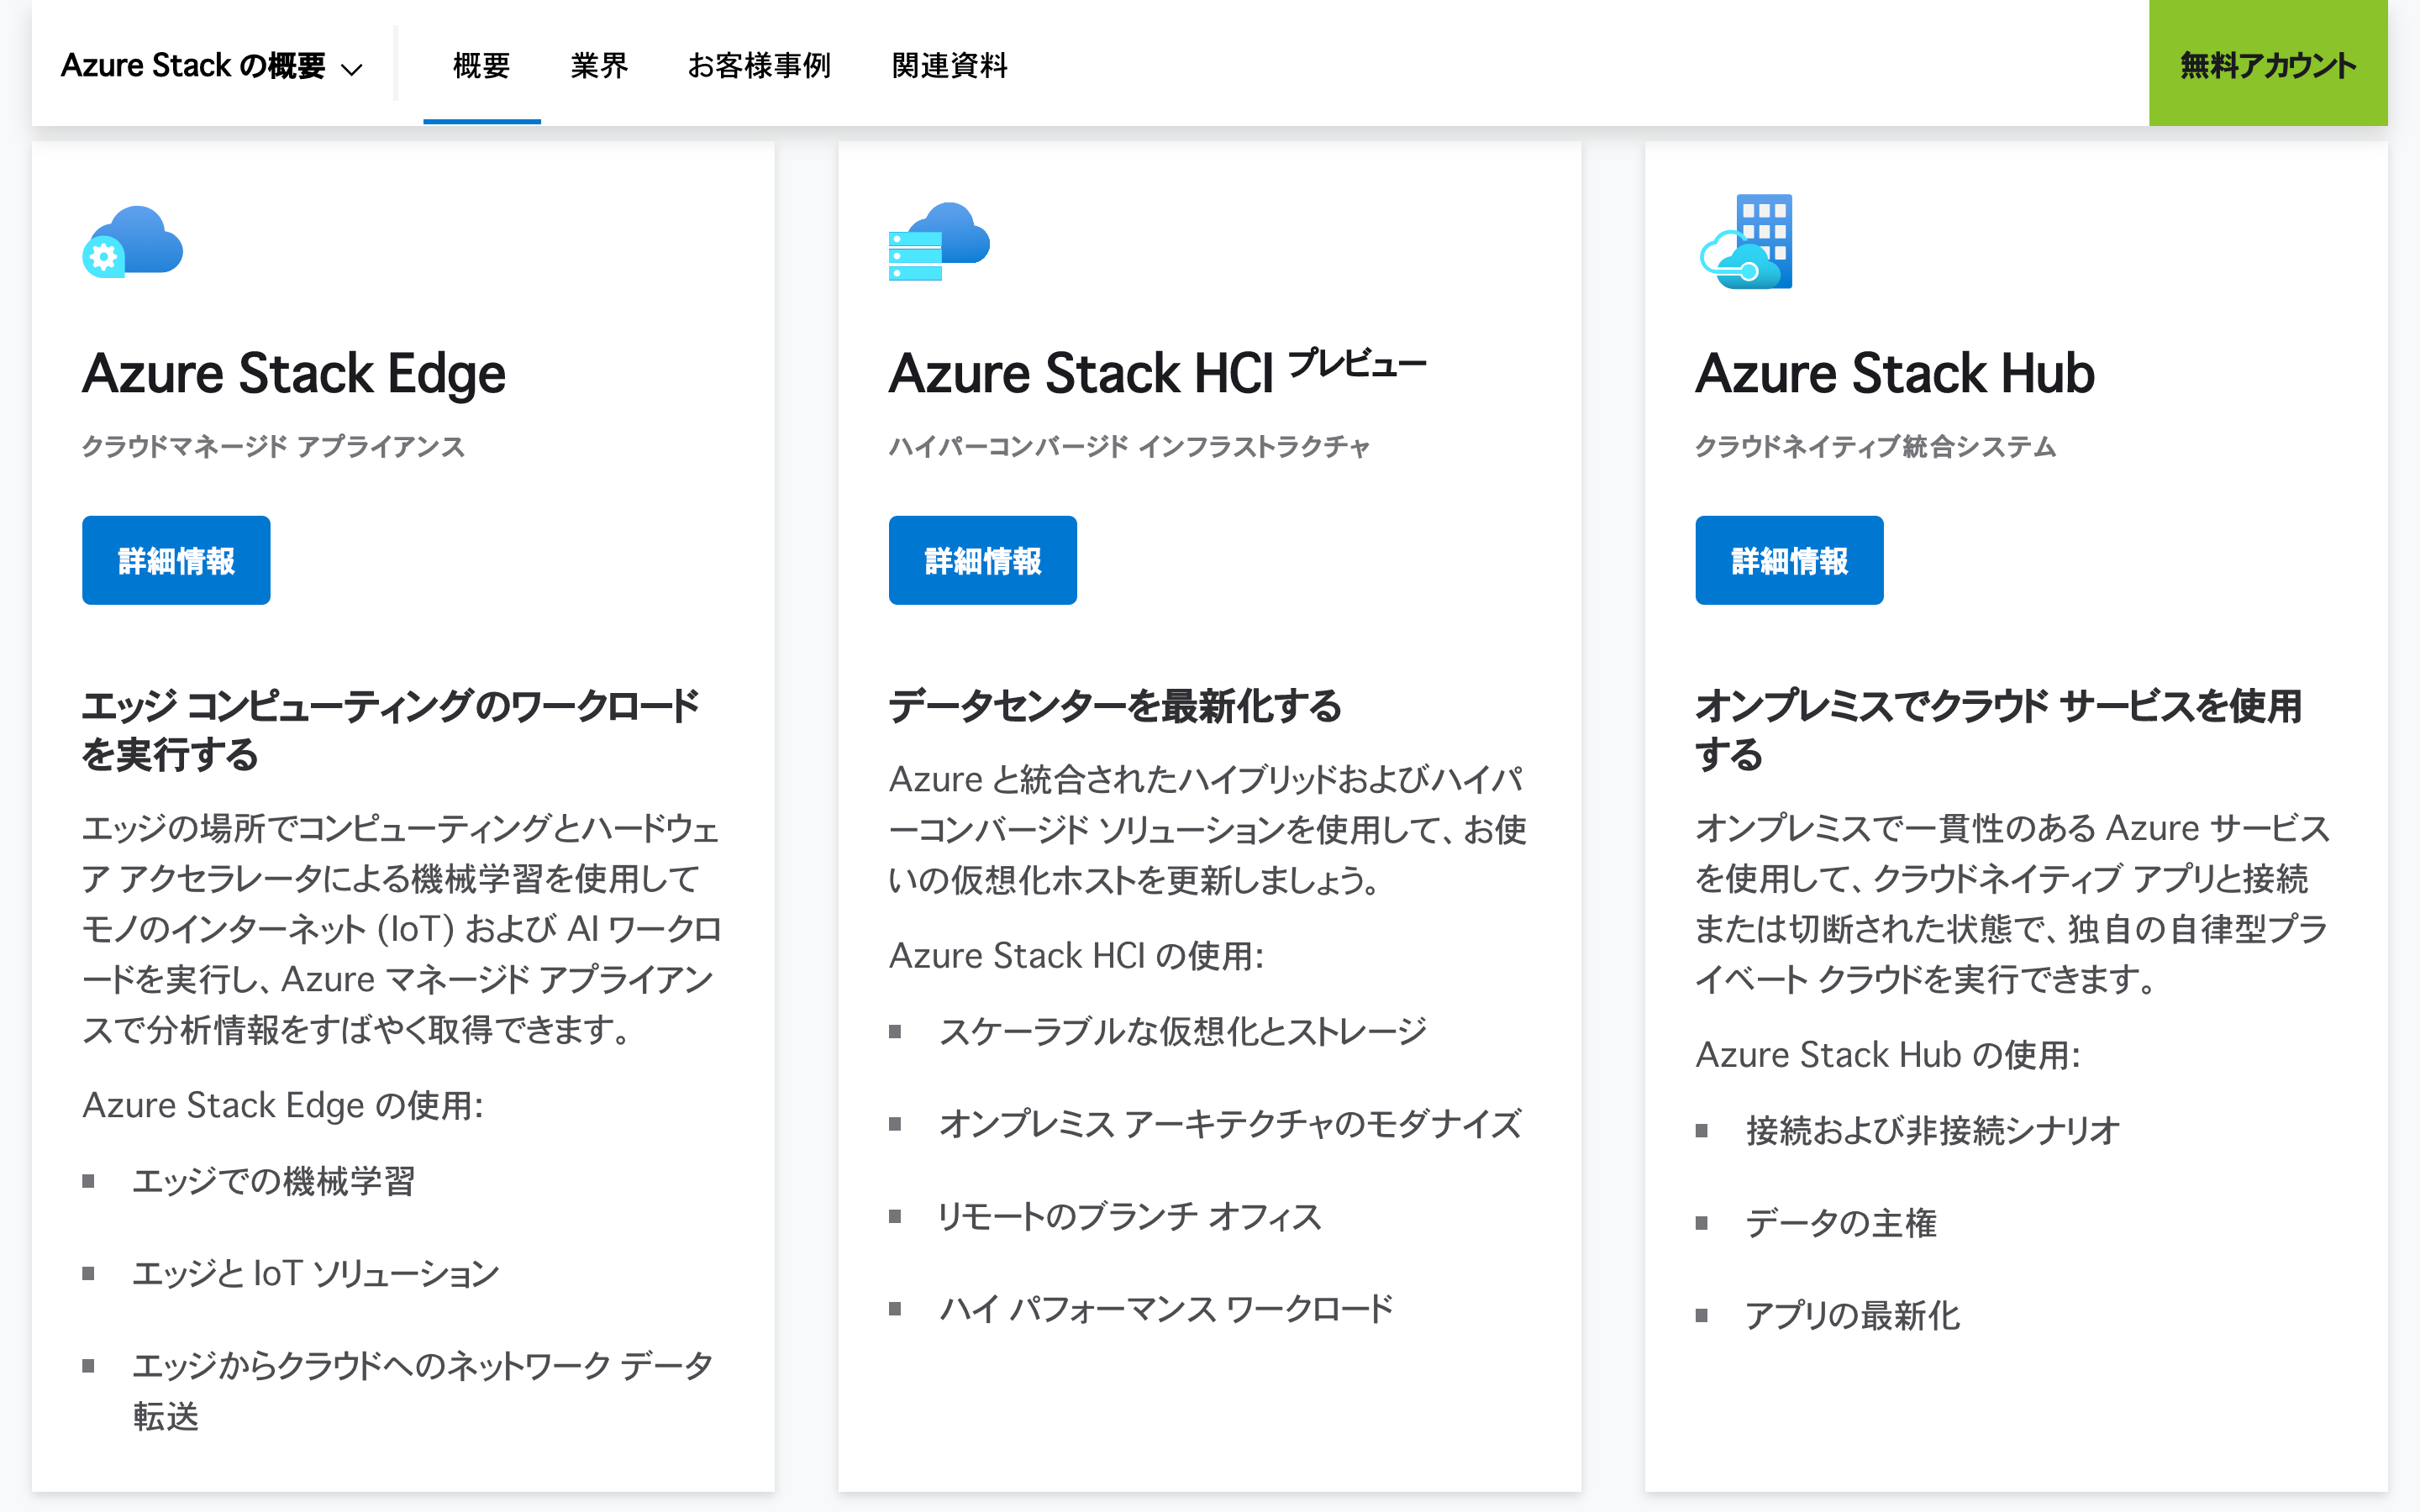 Azure Stack の概要
概要
業界
お客様事例
関連資料
無料アカウント
Azure Stack Edge
クラウドマネージド アプライアンス
詳細情報
エッジ コンピューティングのワークロード
を実行する
エッジの場所でコンピューティングとハードウェ
ア アクセラレータによる機械学習を使用して
モノのインターネット (IoT) および AI ワークロ
ードを実行し、Azure マネージド アプライアン
スで分析情報をすばやく取得できます。
Azure Stack Edge の使用:
エッジでの機械学習
エッジと IoT ソリューション
エッジからクラウドへのネットワーク データ
転送
Azure Stack HCI プレビュー
ハイパーコンバージド インフラストラクチャ
詳細情報
データセンターを最新化する
Azure と統合されたハイブリッドおよびハイパ
ーコンバージド ソリューションを使用して、お使
いの仮想化ホストを更新しましょう。
Azure Stack HCI の使用:
スケーラブルな仮想化とストレージ
オンプレミス アーキテクチャのモダナイズ
リモートのブランチ オフィス
ハイ パフォーマンス ワークロード
Azure Stack Hub
クラウドネイティブ統合システム
詳細情報
オンプレミスでクラウド サービスを使用
する
オンプレミスで一貫性のある Azure サービス
を使用して、クラウドネイティブ アプリと接続
または切断された状態で、独自の自律型プラ
イベート クラウドを実行できます。
Azure Stack Hub の使用:
接続および非接続シナリオ
データの主権
アプリの最新化